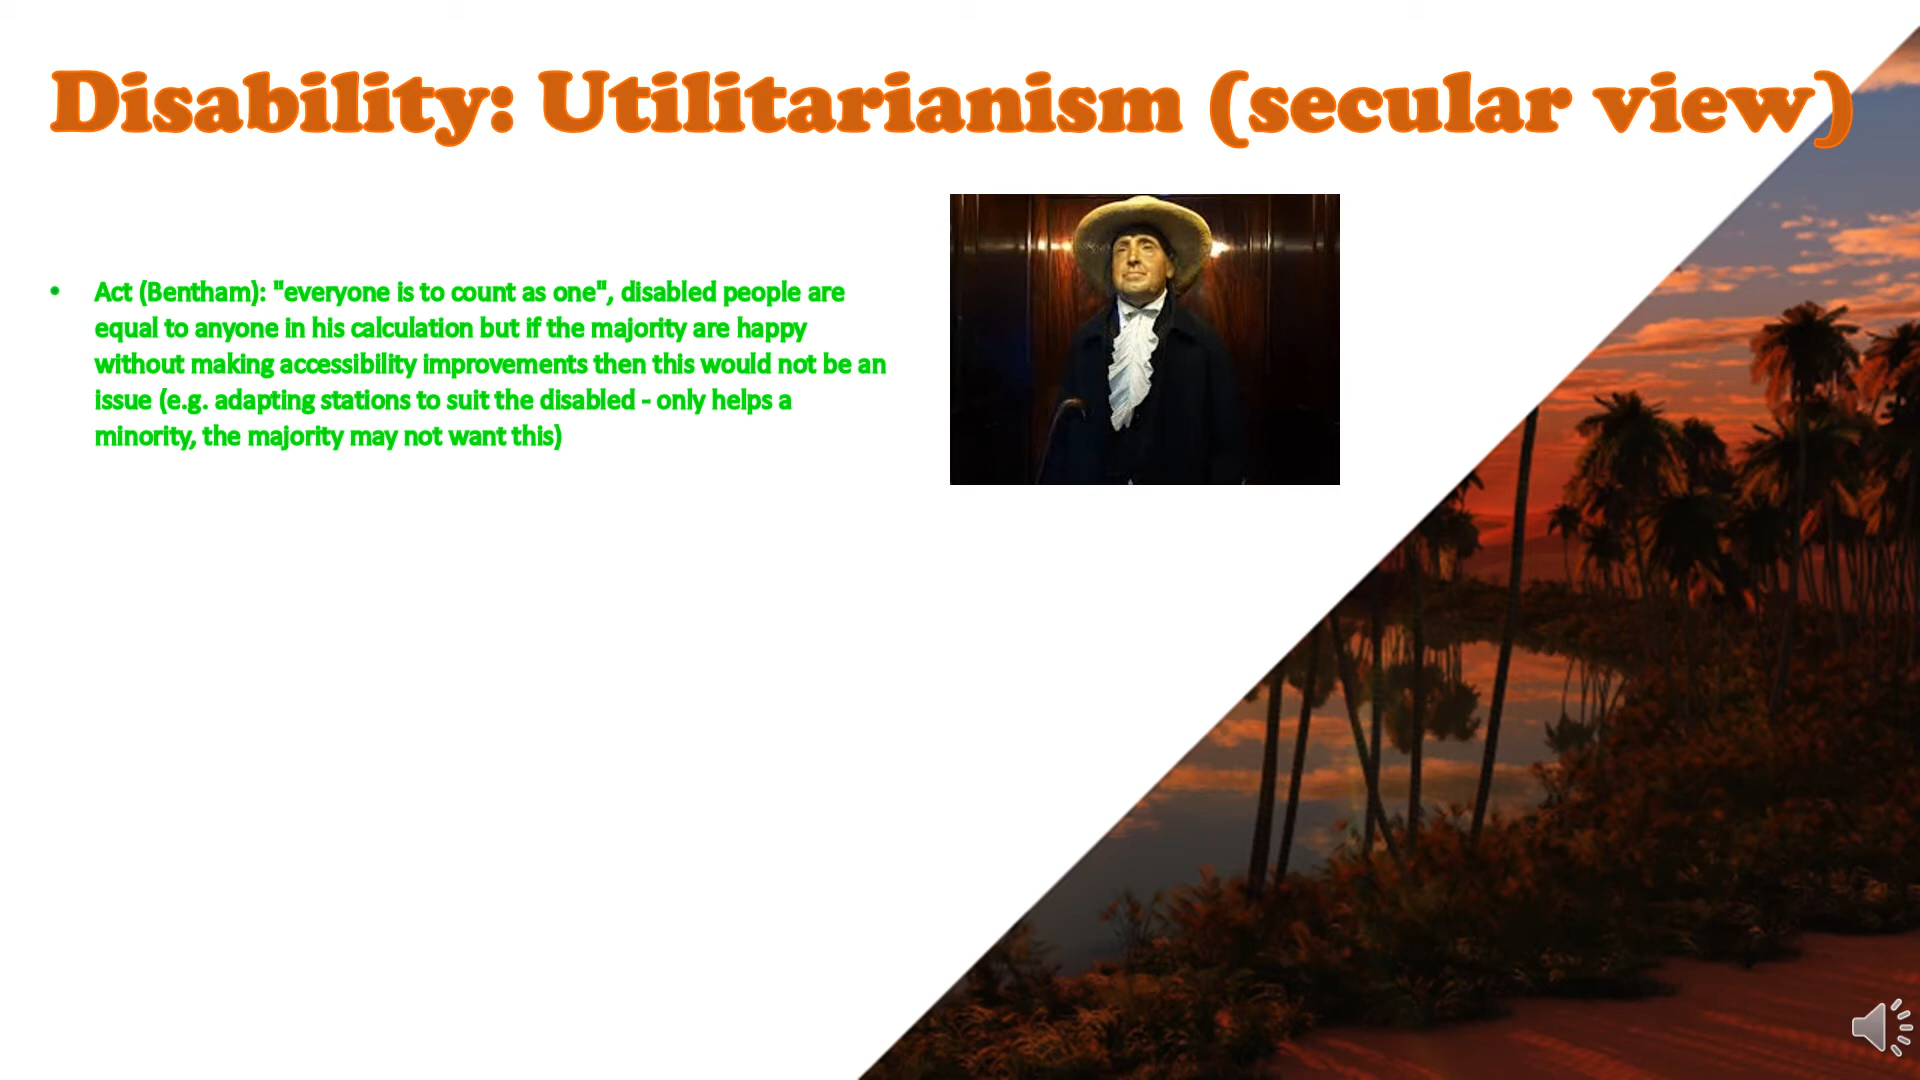 Disability: Utilitarianism (secular view)
• Act (Bentham): "everyone is to count as one", disabled people are
equal to anyone in his calculation but if the majority are happy
without making accessibility improvements then this would not be an
issue (e.g. adapting stations to suit the disabled - only helps a
minority, the majority may not want this)